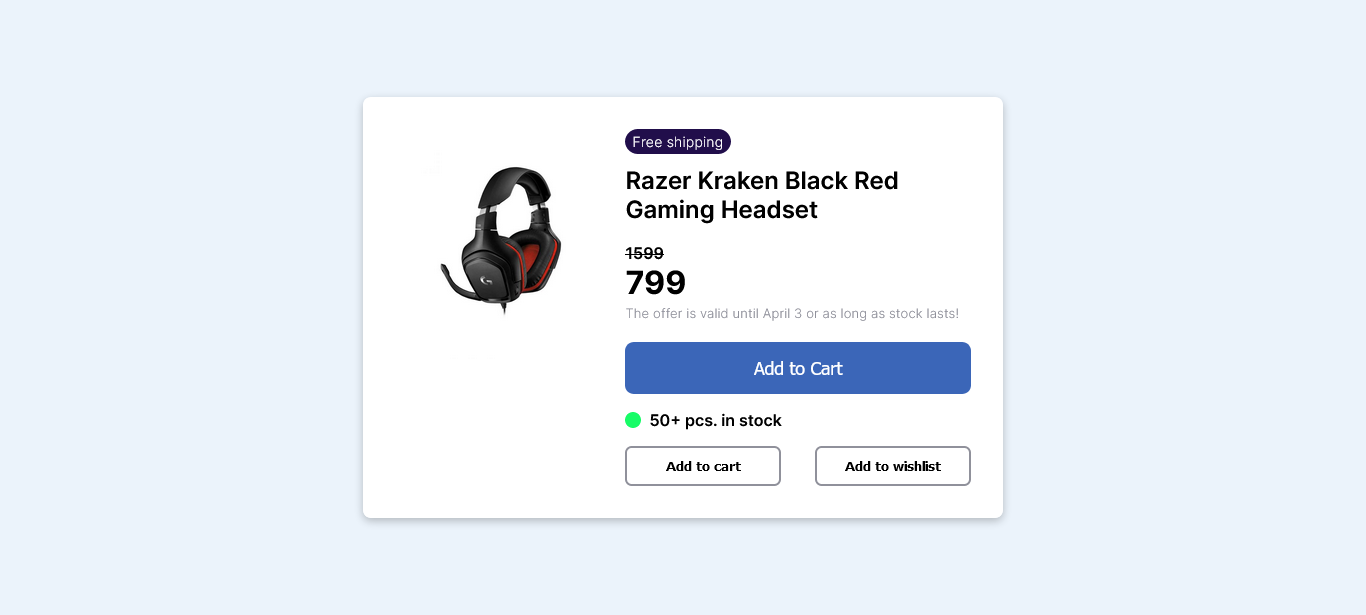 Free shipping
Razer Kraken Black Red
Gaming Headset
1599
799
The offer is valid until April 3 or as long as stock lasts!
Add to Cart
50+ pcs. in stock
Add to cart
Add to wishlist